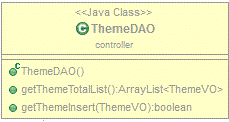 <<Java Class>>
ThemeDAO
controller
ThemeDAO()
getThemeTotalList():ArrayList<ThemeVO>
getThemeInsert(ThemeVO):boolean